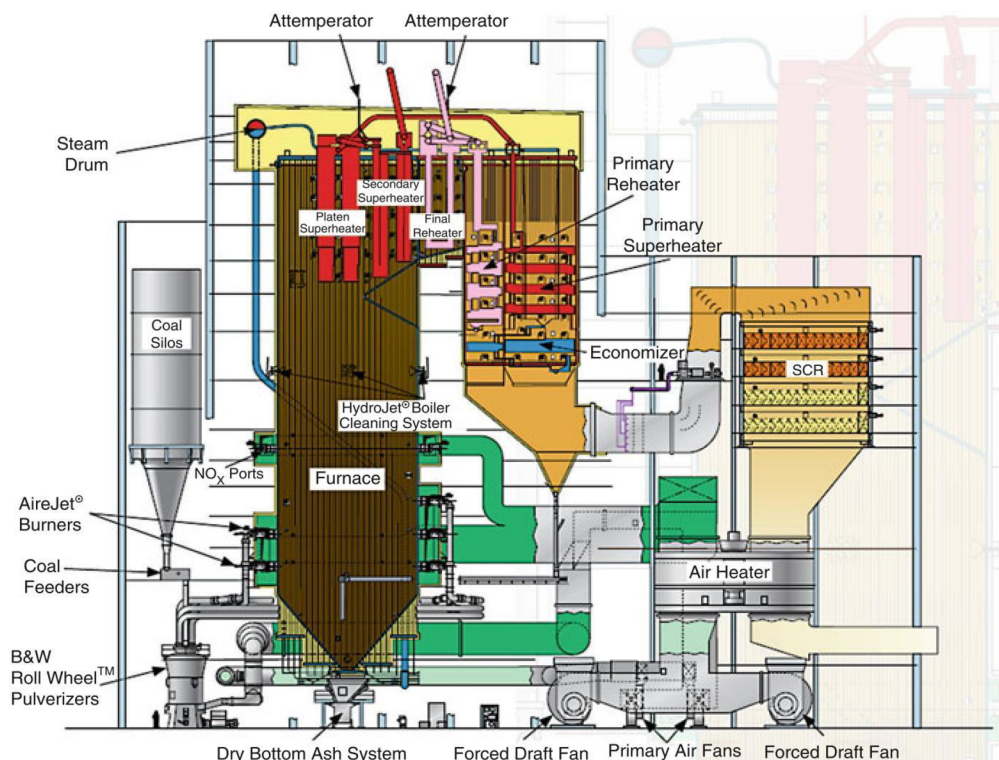 Attemperator
Attemperator
Steam
Drum
Secondary
Superheater
Platen
Superheater
Final
Reheater
Primary
Reheater
Primary
Superheater
Coal
Silos
Economizer
SCR
HydroJet® Boiler
Cleaning System
NOX Ports
Furnace
AireJet®
Burners
Coal
Feeders
Air Heater
B&W
Roll Wheel™
Pulverizers
Dry Bottom Ash System
Forced Draft Fan
Primary Air Fans
Forced Draft Fan